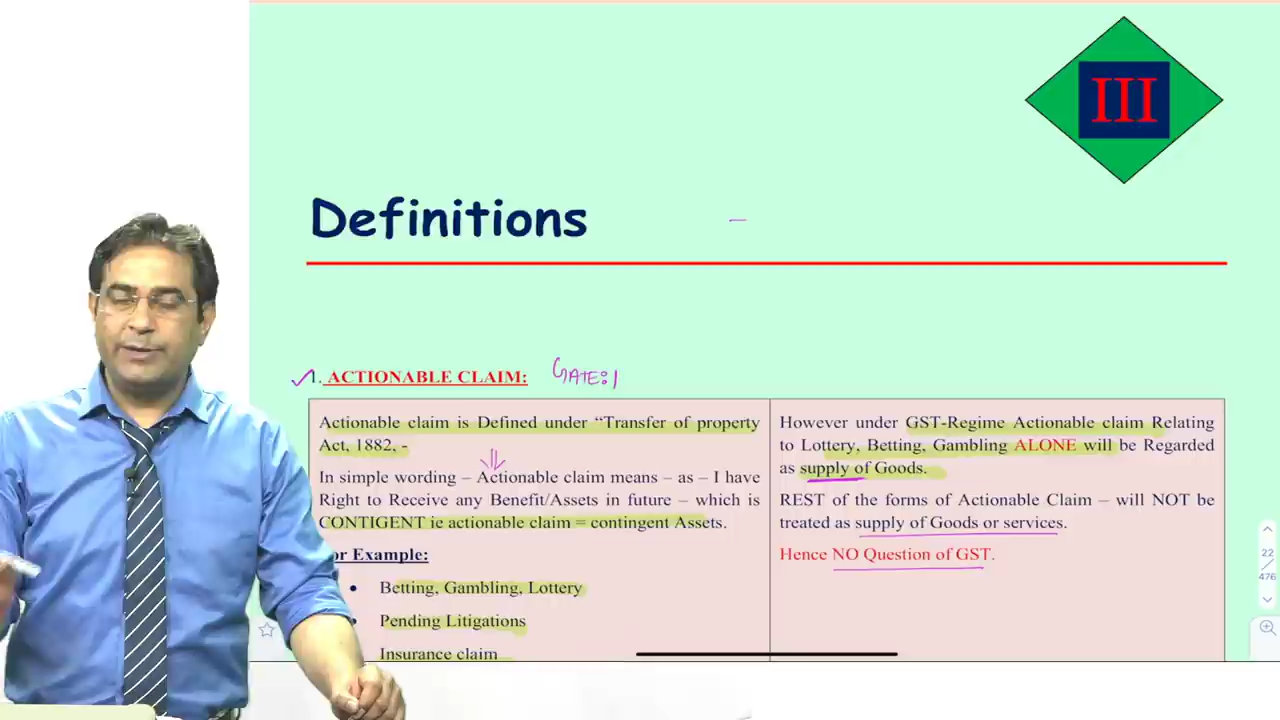 III
Definitions
1. ACTIONABLE CLAIM: GATE:1
Actionable claim is Defined under “Transfer of property
Act, 1882, -
In simple wording – Actionable claim means – as – I have
Right to Receive any Benefit/Assets in future – which is
CONTIGENT ie actionable claim = contingent Assets.
or Example:
• Betting, Gambling, Lottery
• Pending Litigations
Insurance claim
However under GST-Regime Actionable claim Relating
to Lottery, Betting, Gambling ALONE will be Regarded
as supply of Goods.
REST of the forms of Actionable Claim – will NOT be
treated as supply of Goods or services.
Hence NO Question of GST.
22
476